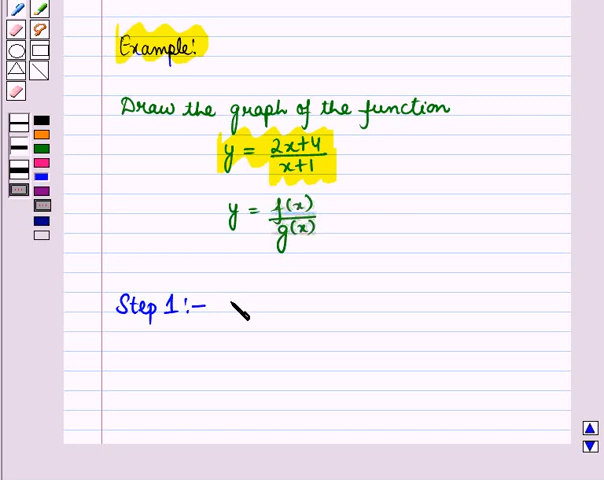 Example!
Draw the graph of the function
y = 2x+4 / x+1
y = f(x) / g(x)
Step 1:-